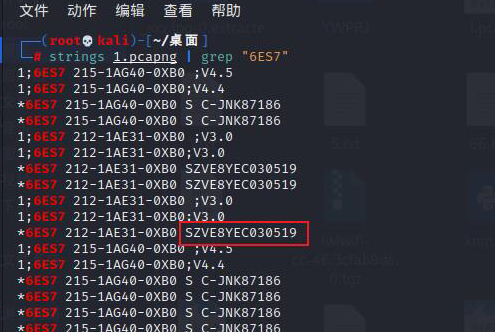 文件 动作 编辑 查看 帮助
(root💀kali)-[~/桌面]
# strings 1.pcapng | grep "6ES7"
1;6ES7 215-1AG40-0XB0 ;V4.5
1;6ES7 215-1AG40-0XB0;V4.4
*6ES7 215-1AG40-0XB0 S C-JNK87186
*6ES7 215-1AG40-0XB0 S C-JNK87186
1;6ES7 212-1AE31-0XB0 ;V3.0
1;6ES7 212-1AE31-0XB0;V3.0
*6ES7 212-1AE31-0XB0 SZVE8YEC030519
*6ES7 212-1AE31-0XB0 SZVE8YEC030519
1;6ES7 212-1AE31-0XB0 ;V3.0
1;6ES7 212-1AE31-0XB0;V3.0
*6ES7 212-1AE31-0XB0 SZVE8YEC030519
1;6ES7 215-1AG40-0XB0 ;V4.5
1;6ES7 215-1AG40-0XB0;V4.4
*6ES7 215-1AG40-0XB0 S C-JNK87186
*6ES7 215-1AG40-0XB0 S C-JNK87186
*6ES7 215-1AG40-0XB0 S C-JNK87186